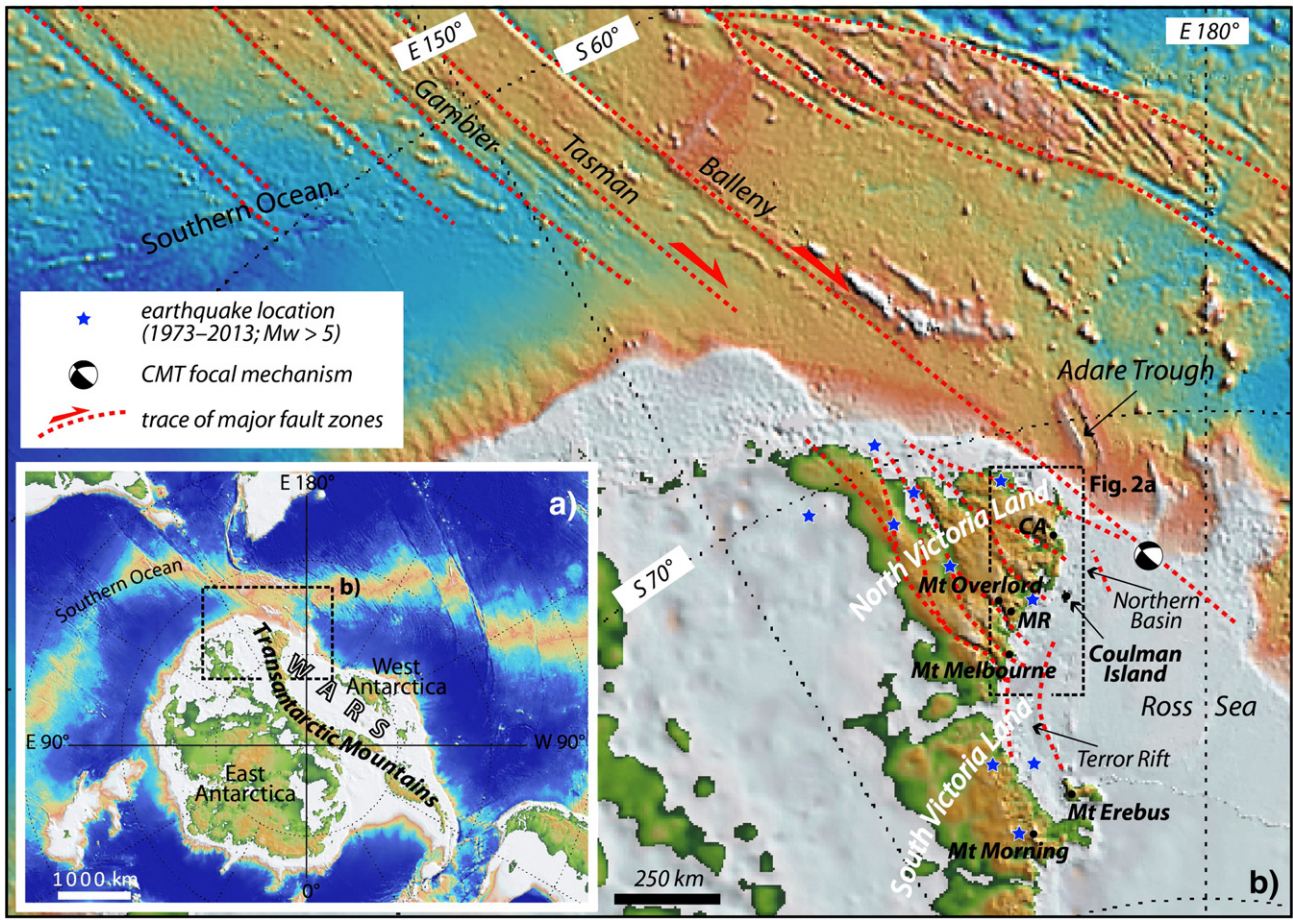 E 150°
S 60°
E 180°
Gambier
Tasman
Balleny
Southern Ocean
earthquake location
(1973–2013; Mw > 5)
CMT focal mechanism
trace of major fault zones
Adare Trough
Fig. 2a
North Victoria Land
CA
S 70°
Mt Overlord
MR
Northern
Basin
Mt Melbourne
Coulman
Island
Ross Sea
Terror Rift
South Victoria Land
Mt Erebus
Mt Morning
250 km
b)
a)
E 180°
Southern Ocean
b)
West
Antarctica
WARS
Transantarctic Mountains
E 90°
W 90°
East
Antarctica
1000 km
0°